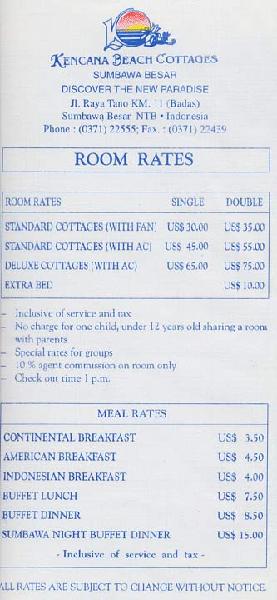 KENCANA BEACH COTTAGES
SUMBAWA BESAR
DISCOVER THE NEW PARADISE
Jl. Raya Tano KM. 11 (Badas)
Sumbawa Besar NTB • Indonesia
Phone : (0371) 22555; Fax. : (0371) 22439
ROOM RATES
ROOM RATES SINGLE DOUBLE
STANDARD COTTAGES (WITH FAN) US$ 30.00 US$ 35.00
STANDARD COTTAGES (WITH AC) US$ 45.00 US$ 55.00
DELUXE COTTAGES (WITH AC) US$ 65.00 US$ 75.00
EXTRA BED US$ 10.00
- Inclusive of service and tax
- No charge for one child, under 12 years old sharing a room
with parents
- Special rates for groups
- 10 % agent commission on room only
- Check out time 1 p.m.
MEAL RATES
CONTINENTAL BREAKFAST US$ 3.50
AMERICAN BREAKFAST US$ 4.50
INDONESIAN BREAKFAST US$ 4.00
BUFFET LUNCH US$ 7.50
BUFFET DINNER US$ 8.50
SUMBAWA NIGHT BUFFET DINNER US$ 15.00
- Inclusive of service and tax -
ALL RATES ARE SUBJECT TO CHANGE WITHOUT NOTICE.